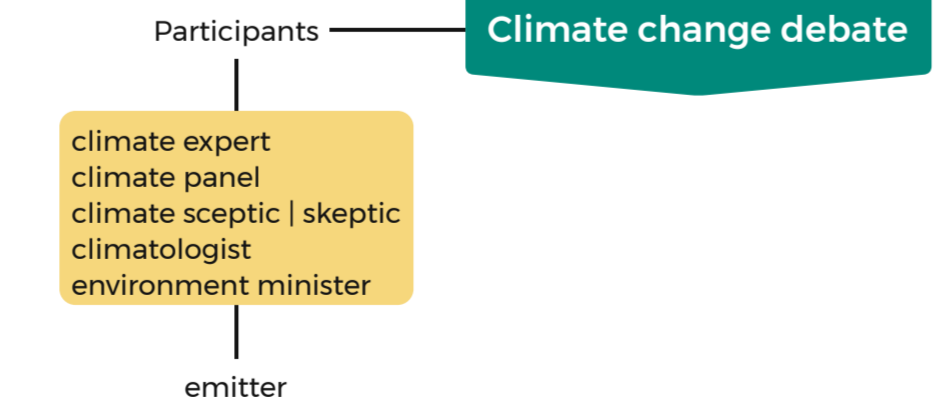 Participants
Climate change debate
climate expert
climate panel
climate sceptic | skeptic
climatologist
environment minister
emitter